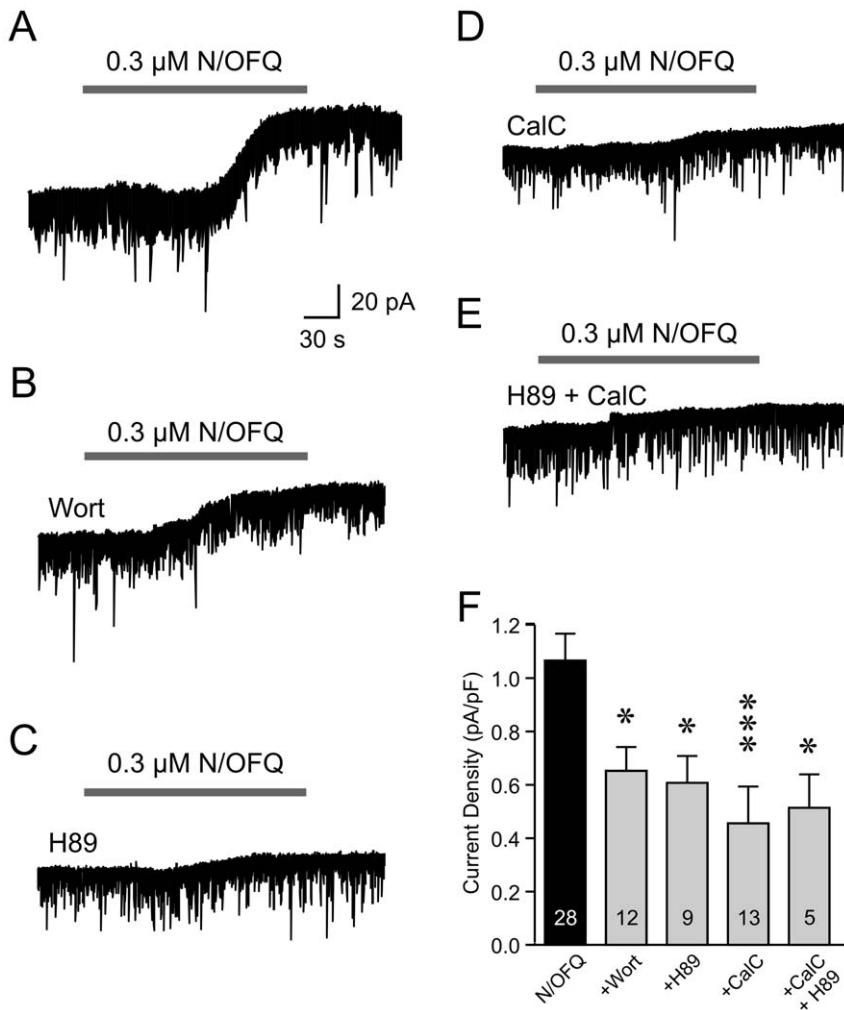 A
0.3 µM N/OFQ
20 pA
30 s
B
0.3 µM N/OFQ
Wort
C
0.3 µM N/OFQ
H89
D
0.3 µM N/OFQ
CalC
E
0.3 µM N/OFQ
H89 + CalC
F
Current Density (pA/pF)
1.2
1.0
0.8
0.6
0.4
0.2
0.0
*
*
***
*
28
12
9
13
5
N/OFQ
+Wort
+H89
+CalC
+CalC
+ H89